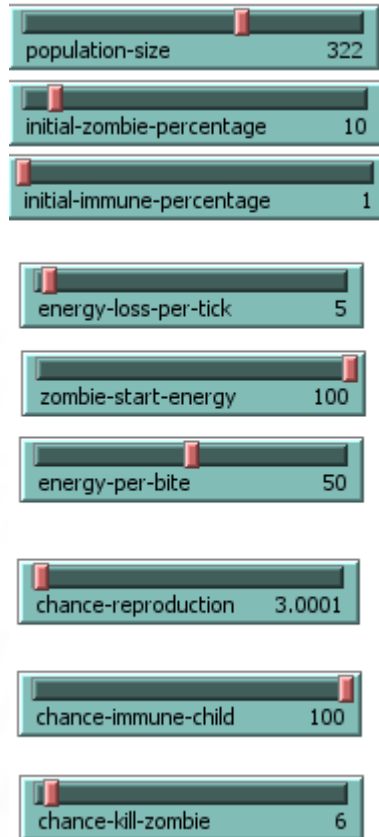 population-size 322
initial-zombie-percentage 10
initial-immune-percentage 1
energy-loss-per-tick 5
zombie-start-energy 100
energy-per-bite 50
chance-reproduction 3.0001
chance-immune-child 100
chance-kill-zombie 6